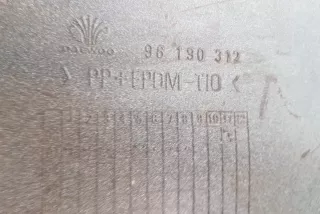 DAEWOO 96 190 312
> PP+EPDM-T10 <
1 2 3 4 5 6 7 8 9 10 11 12